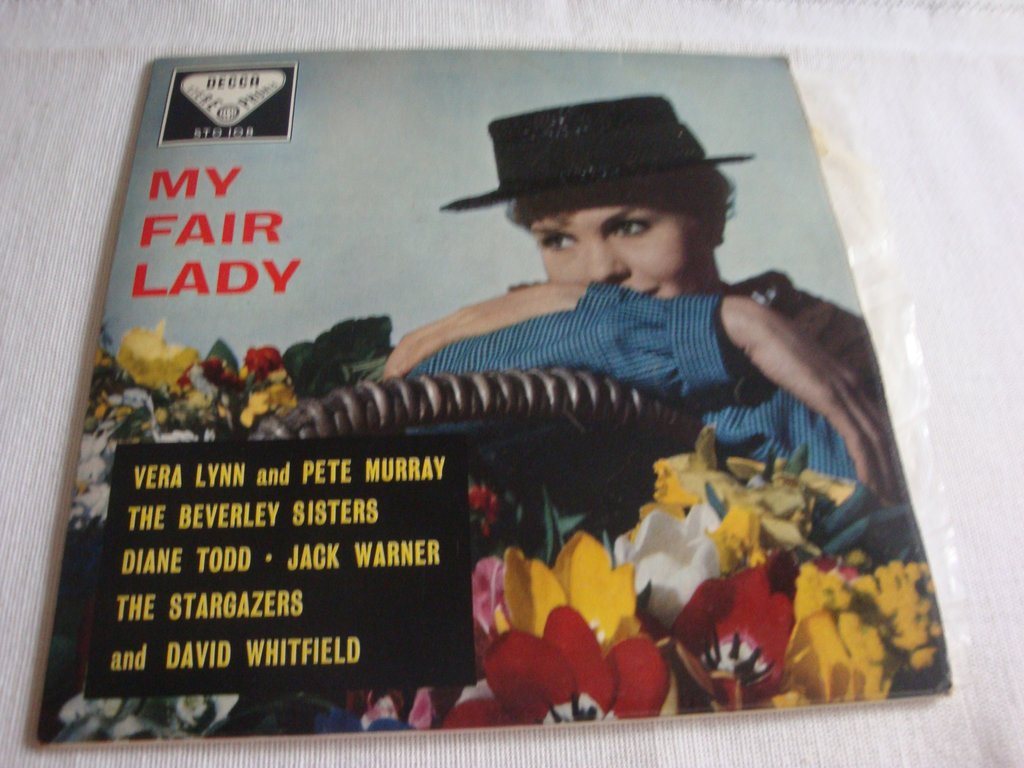 DECCA
STO 108
MY
FAIR
LADY
VERA LYNN and PETE MURRAY
THE BEVERLEY SISTERS
DIANE TODD • JACK WARNER
THE STARGAZERS
and DAVID WHITFIELD